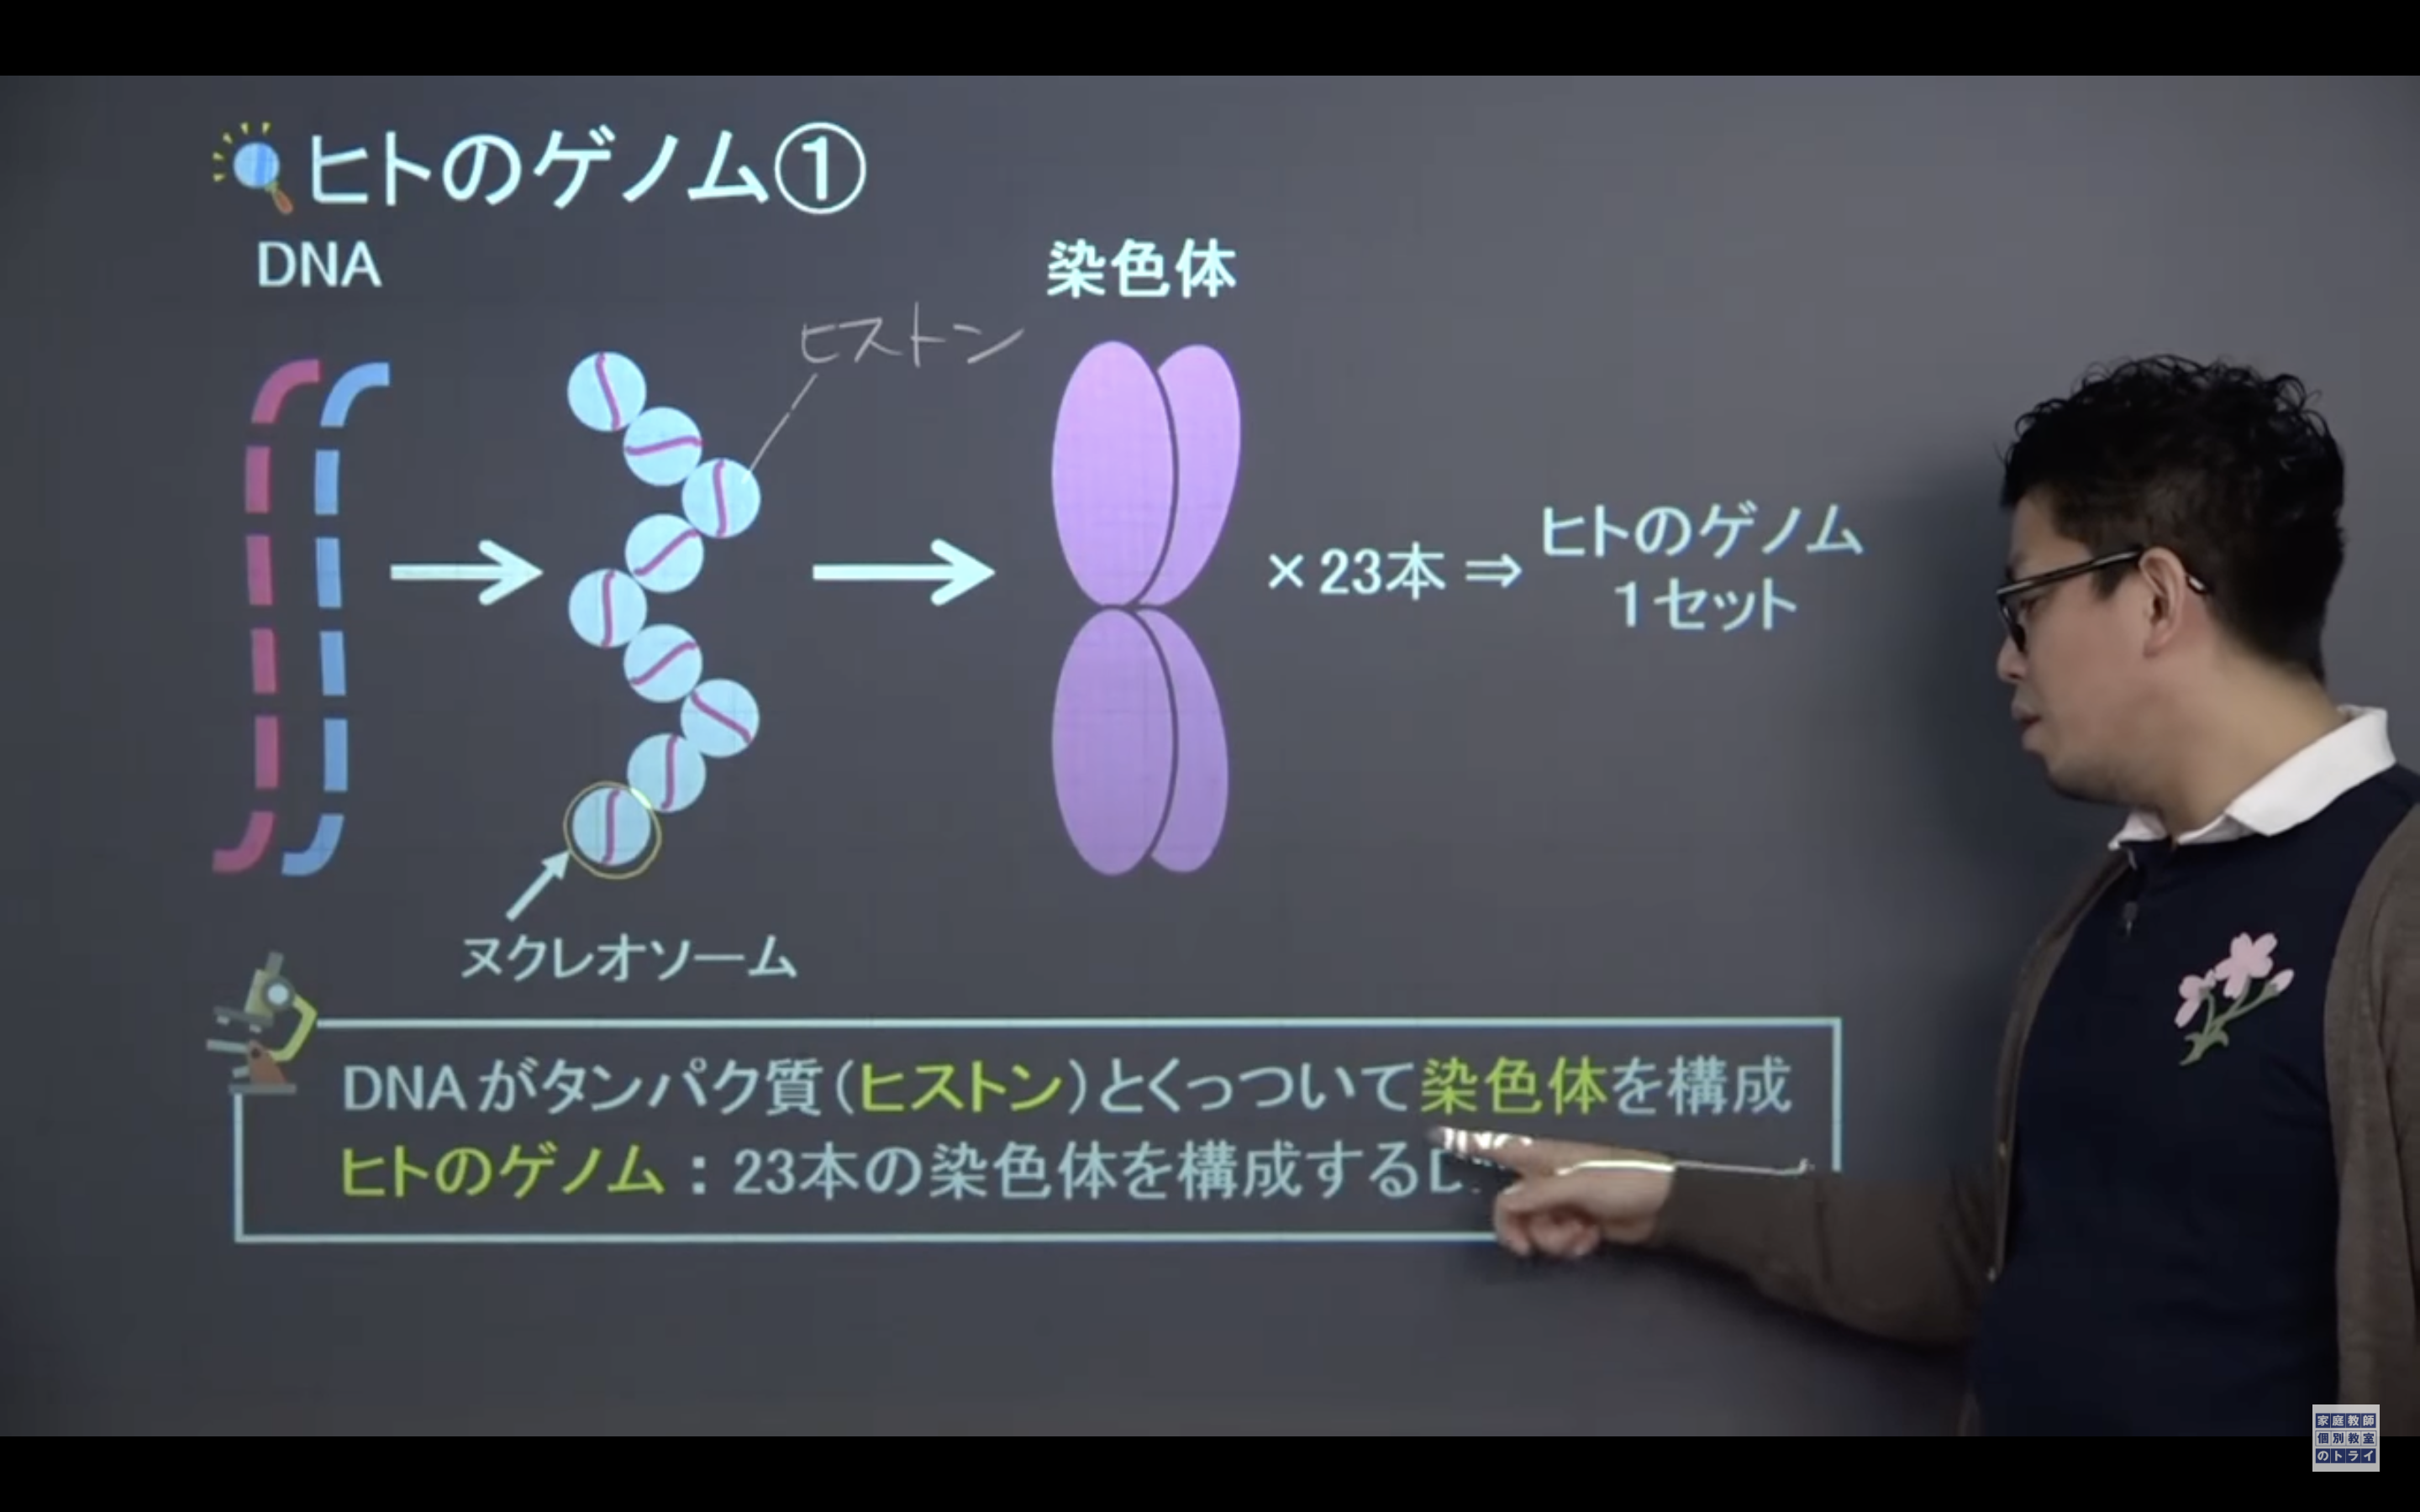 ヒトのゲノム①
DNA
染色体
ヒストン
×23本⇒
ヒトのゲノム
1セット
ヌクレオソーム
DNAがタンパク質(ヒストン)とくっついて染色体を構成
ヒトのゲノム:23本の染色体を構成する
家庭教師
個別教室
のトライ